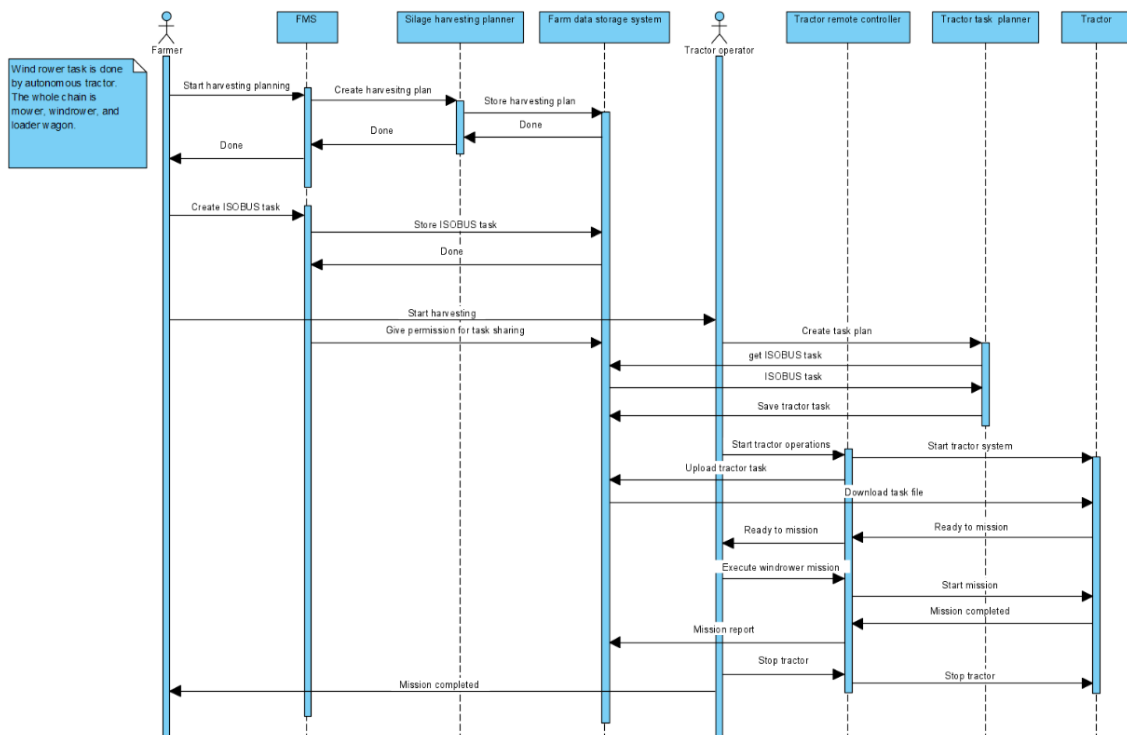 FMS
Silage harvesting planner
Farm data storage system
Tractor remote controller
Tractor task planner
Tractor
Farmer
Tractor operator
Wind rower task is done
by autonomous tractor.
The whole chain is
mower, windrower, and
loader wagon.
Start harvesting planning
Create harvesitng plan
Store harvesting plan
Done
Done
Done
Create ISOBUS task
Store ISOBUS task
Done
Start harvesting
Give permission for task sharing
Create task plan
get ISOBUS task
ISOBUS task
Save tractor task
Start tractor operations
Start tractor system
Upload tractor task
Download task file
Ready to mission
Ready to mission
Execute windrower mission
Start mission
Mission completed
Mission report
Stop tractor
Stop tractor
Mission completed